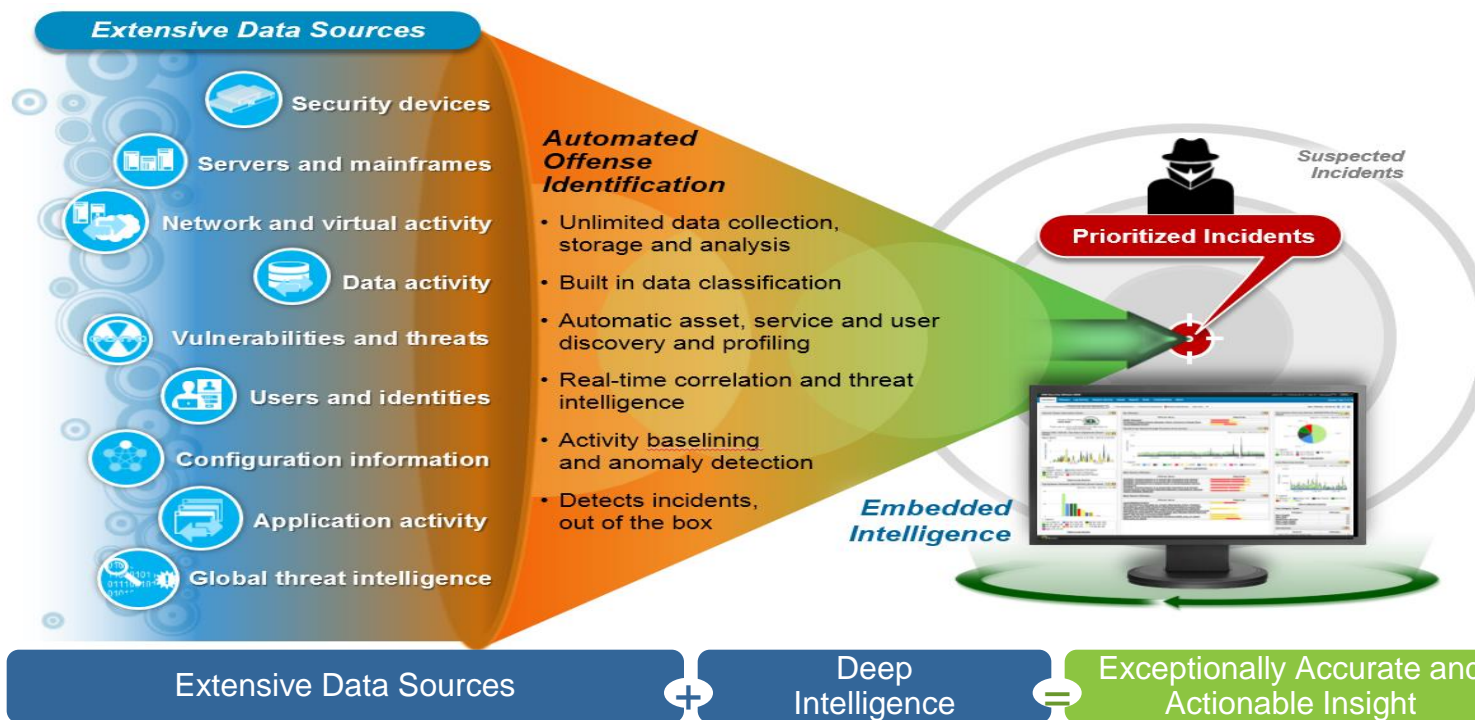 Extensive Data Sources
Security devices
Servers and mainframes
Network and virtual activity
Data activity
Vulnerabilities and threats
Users and identities
Configuration information
Application activity
Global threat intelligence
Automated
Offense
Identification
• Unlimited data collection,
storage and analysis
• Built in data classification
• Automatic asset, service and user
discovery and profiling
• Real-time correlation and threat
intelligence
• Activity baselining
and anomaly detection
• Detects incidents,
out of the box
Suspected
Incidents
Prioritized Incidents
Embedded
Intelligence
Extensive Data Sources
+
Deep
Intelligence
=
Exceptionally Accurate and
Actionable Insight